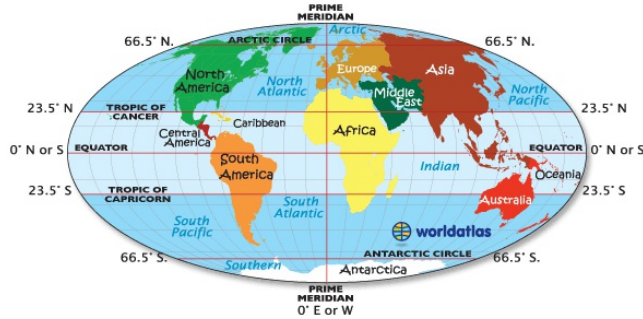 PRIME
MERIDIAN
66.5° N.
ARCTIC CIRCLE
Arctic
66.5° N.
North
America
Europe
Asia
North
Atlantic
Middle
East
North
Pacific
23.5° N
TROPIC OF
CANCER
Caribbean
23.5° N
Central
America
Africa
0° N or S
EQUATOR
EQUATOR
0° N or S
South
America
Indian
Oceania
23.5° S
TROPIC OF
CAPRICORN
South
Atlantic
Australia
23.5° S
South
Pacific
worldatlas
66.5° S.
ANTARCTIC CIRCLE
66.5° S.
Southern
Antarctica
PRIME
MERIDIAN
0° E or W